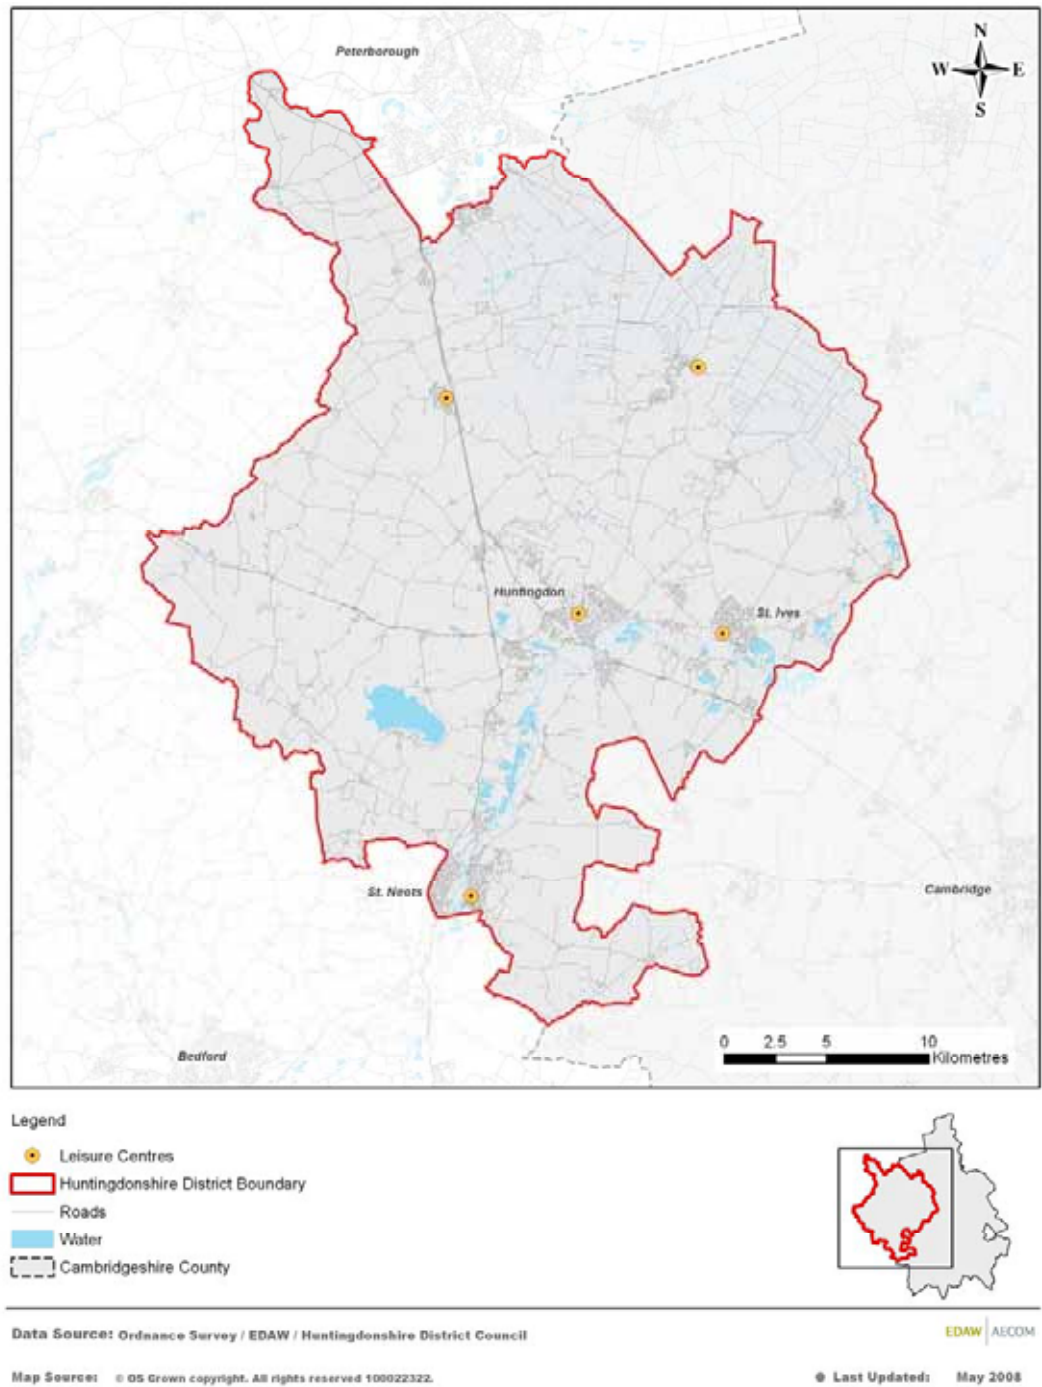 Peterborough
N
W E
S
Huntingdon
St. Ives
St. Neots
Cambridge
Bedford
0 2.5 5 10
Kilometres
Legend
Leisure Centres
Huntingdonshire District Boundary
Roads
Water
Cambridgeshire County
Data Source: Ordnance Survey / EDAW / Huntingdonshire District Council
EDAW AECOM
Map Source: © OS Crown copyright. All rights reserved 100022322.
Last Updated: May 2008